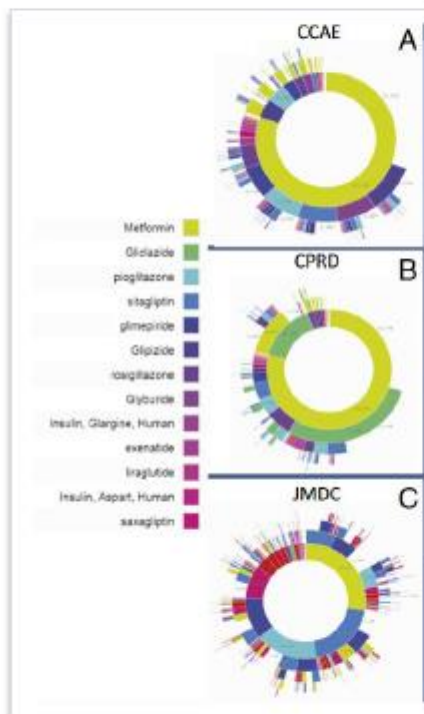 CCAE
A
Metformin
Gliclazide
pioglitazone
sitagliptin
glimepiride
Glipizide
rosiglitazone
Glyburide
Insulin, Glargine, Human
exenatide
liraglutide
Insulin, Aspart, Human
saxagliptin
CPRD
B
JMDC
C